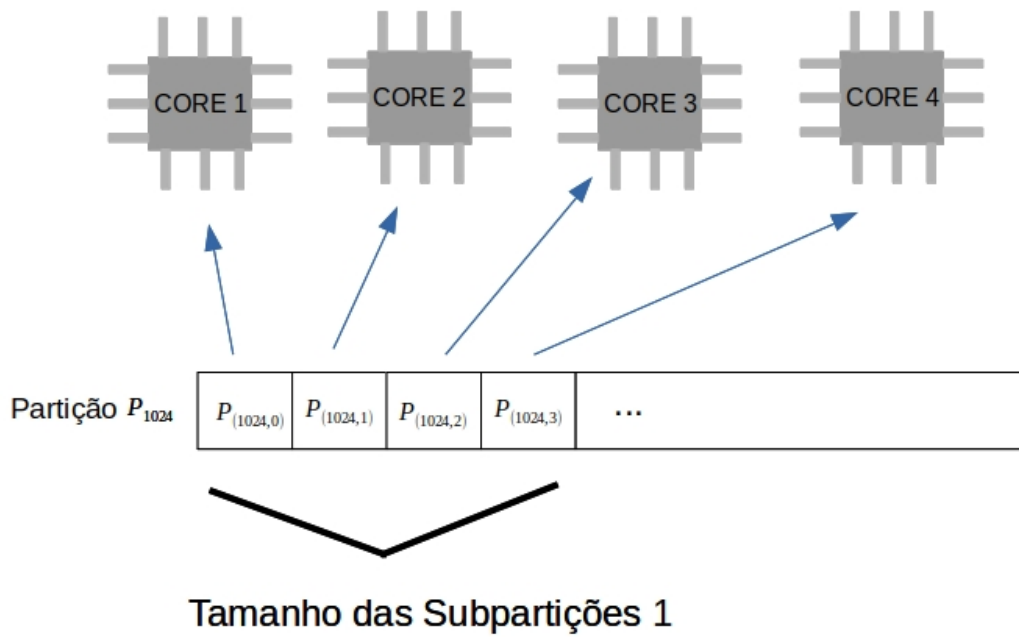 CORE 1 CORE 2 CORE 3 CORE 4
Partição P₁₀₂₄ P₍₁₀₂₄,₀₎ P₍₁₀₂₄,₁₎ P₍₁₀₂₄,₂₎ P₍₁₀₂₄,₃₎ ...
Tamanho das Subpartições 1